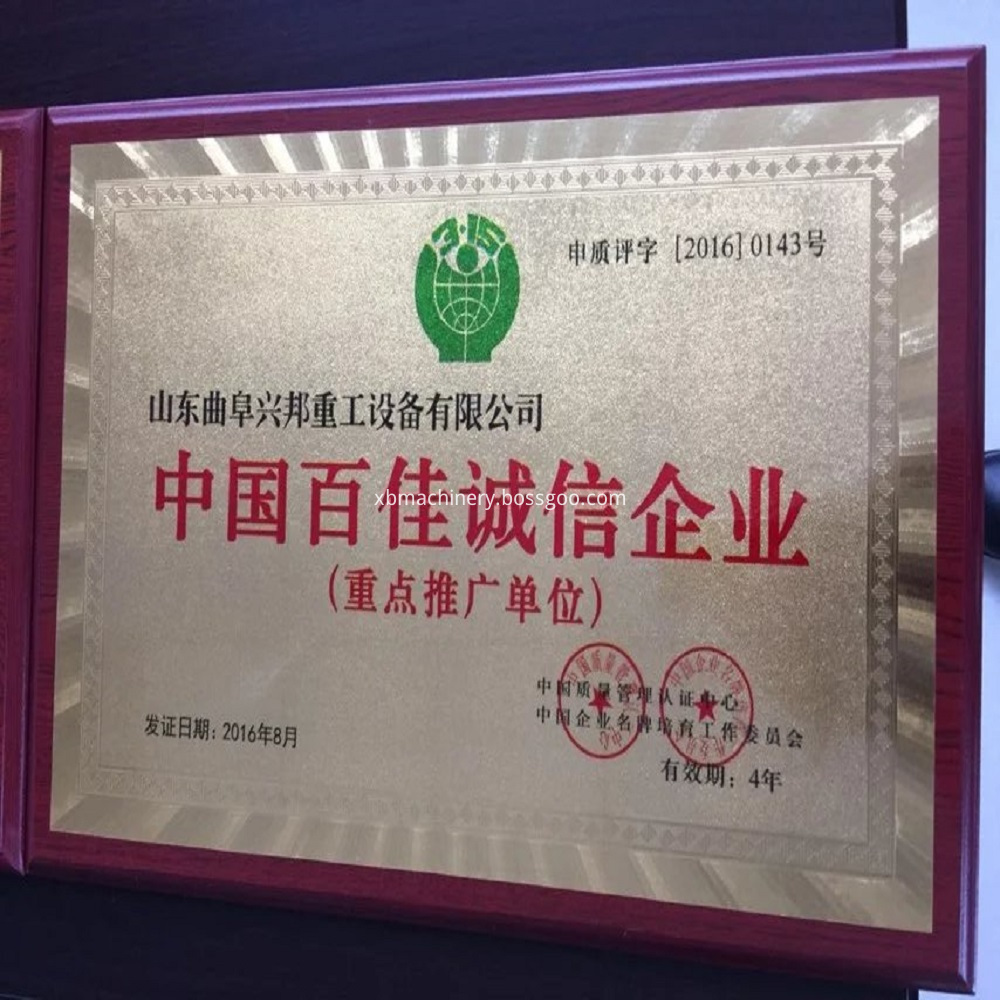 3·15
申质评字 [2016] 0143号
山东曲阜兴邦重工设备有限公司
中国百佳诚信企业
xbmachinery.bossgoo.com
(重点推广单位)
中国质量管理认证中心
中国企业名牌培育工作委员会
发证日期: 2016年8月
有效期: 4年